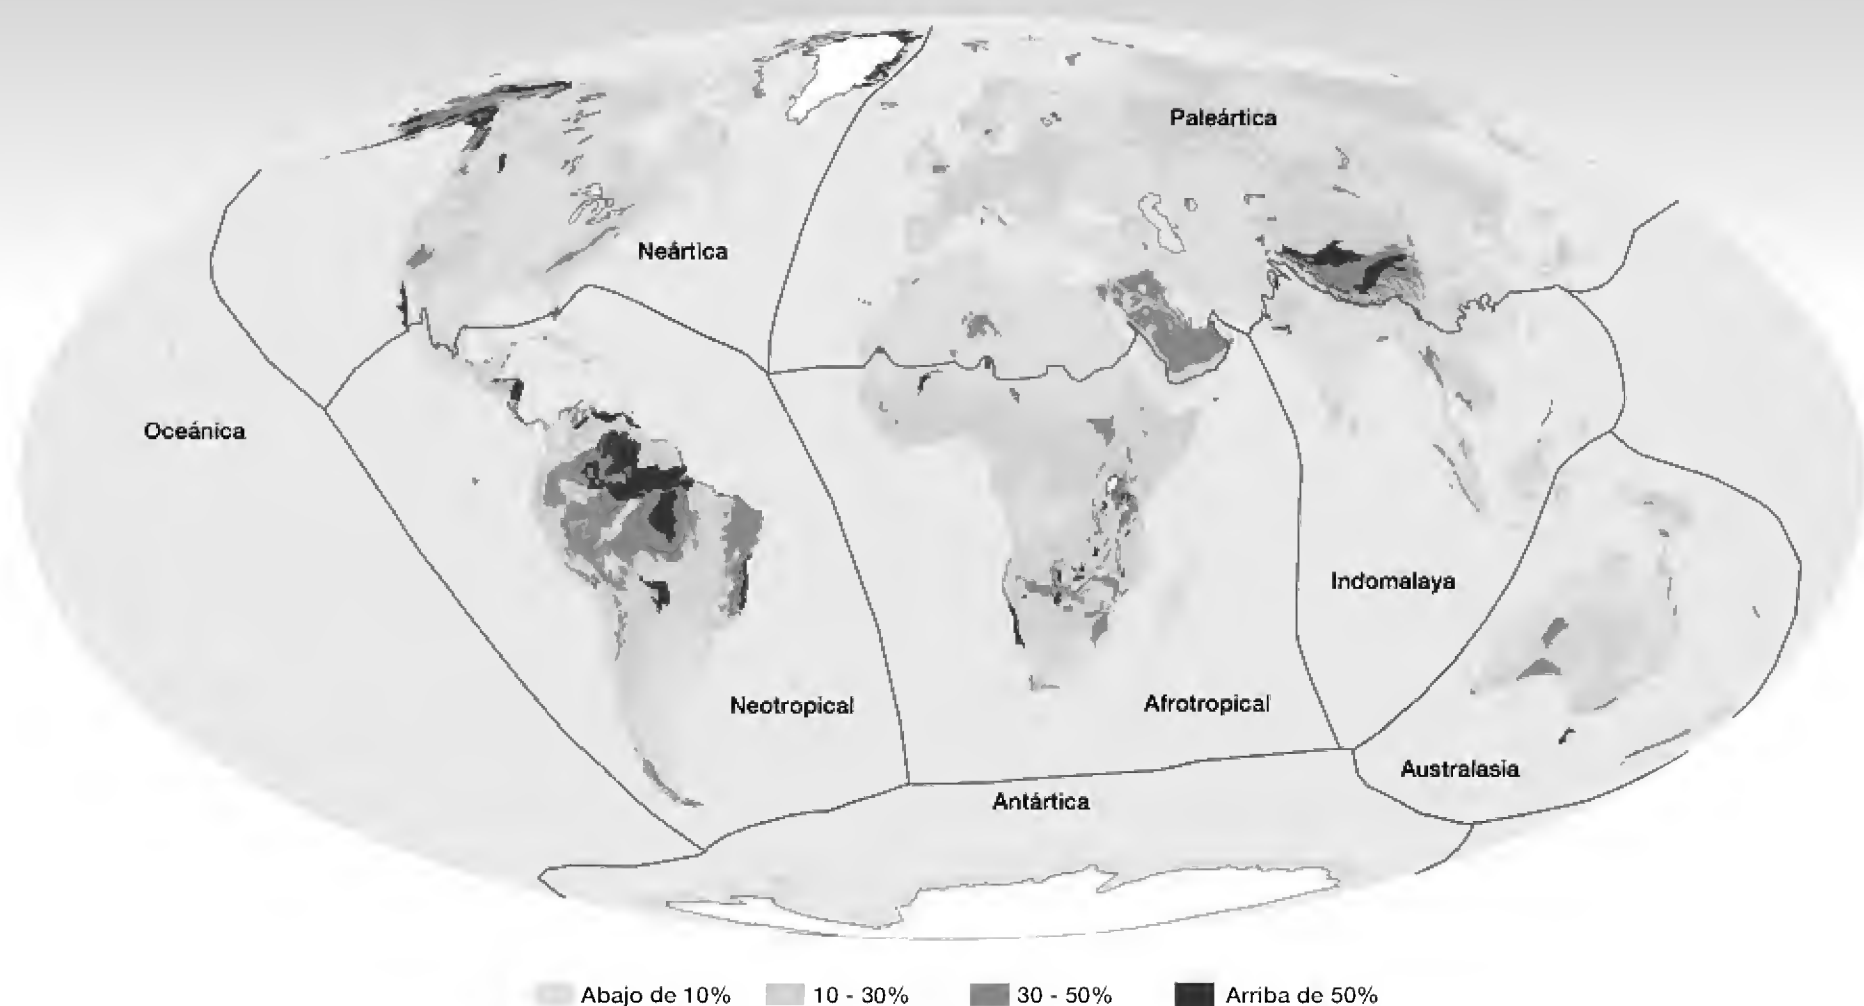 Paleártica
Neártica
Oceánica
Indomalaya
Neotropical
Afrotropical
Australasia
Antártica
Abajo de 10% 10 - 30% 30 - 50% Arriba de 50%